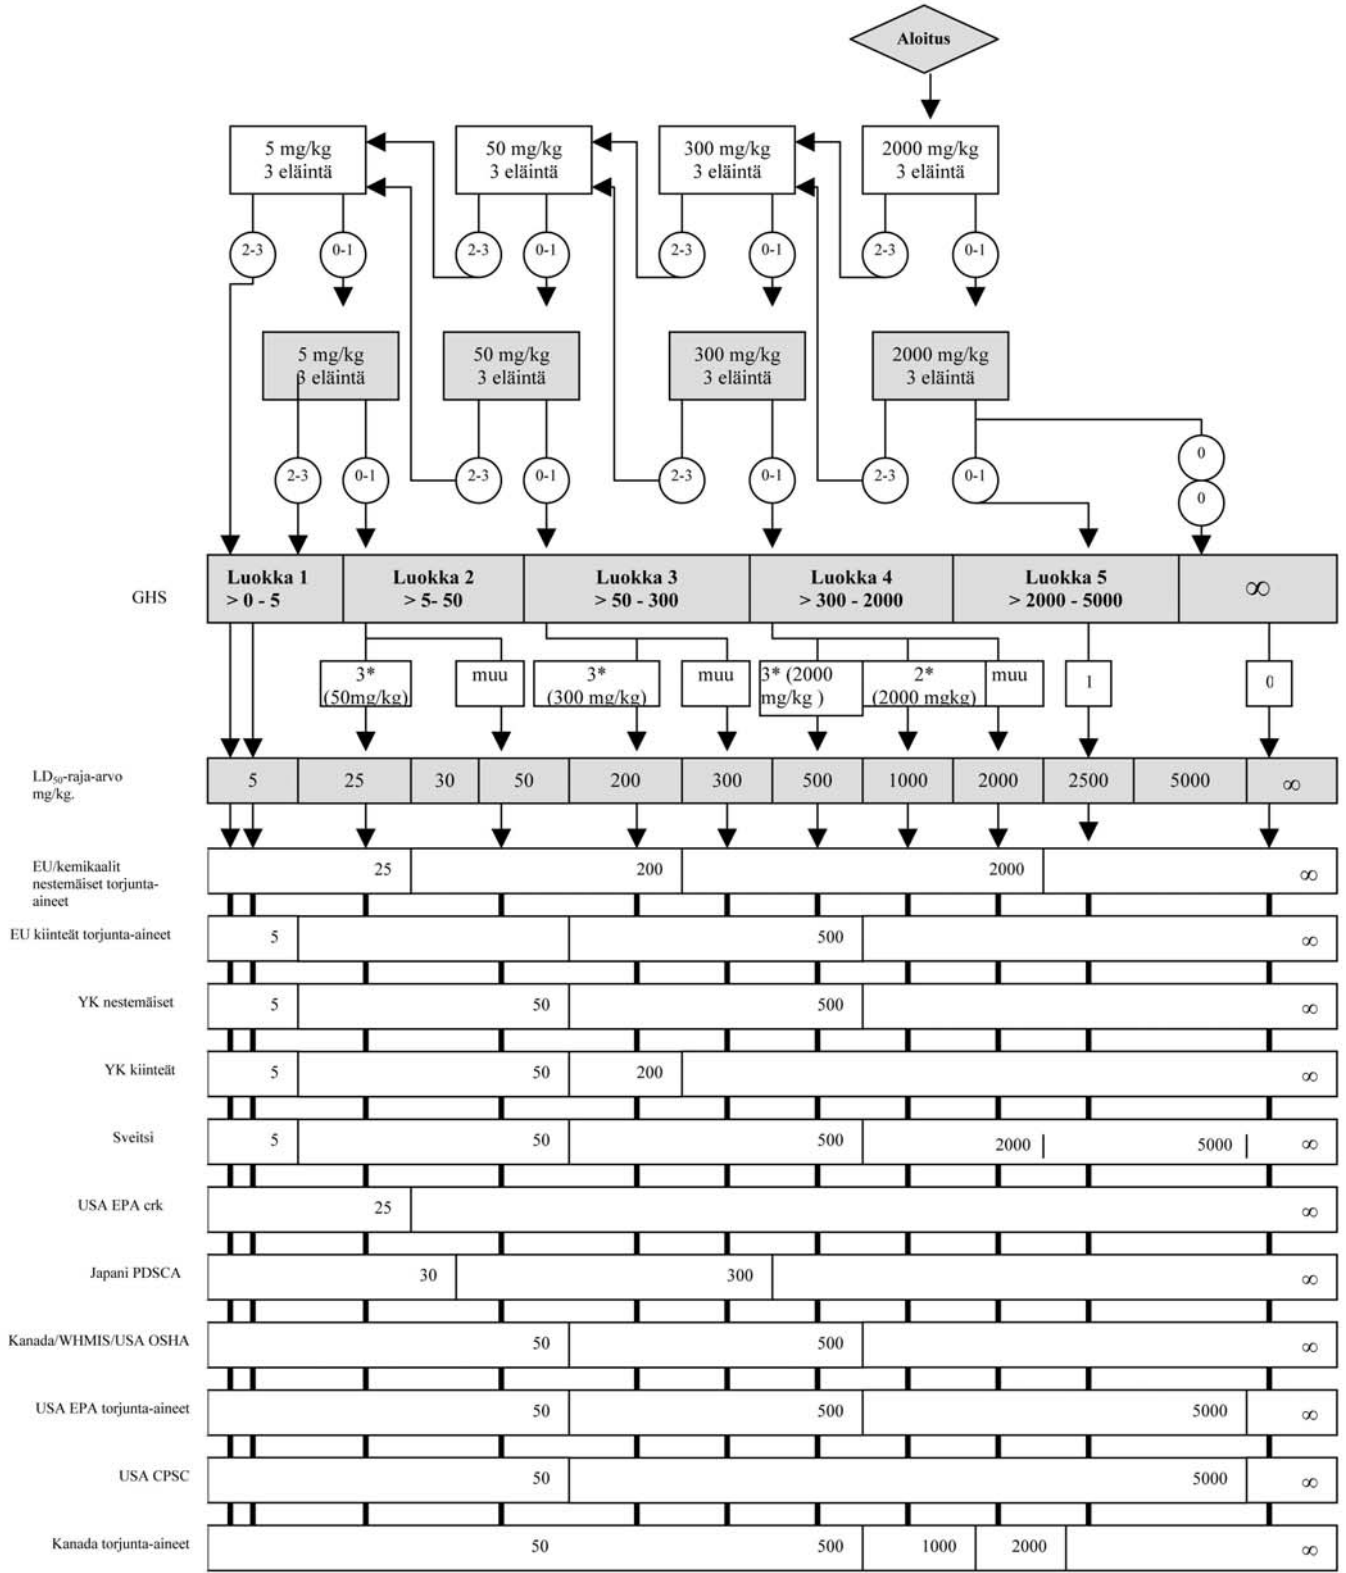 Aloitus
5 mg/kg
3 eläintä
50 mg/kg
3 eläintä
300 mg/kg
3 eläintä
2000 mg/kg
3 eläintä
2-3
0-1
2-3
0-1
2-3
0-1
2-3
0-1
5 mg/kg
3 eläintä
50 mg/kg
3 eläintä
300 mg/kg
3 eläintä
2000 mg/kg
3 eläintä
0
2-3
0-1
2-3
0-1
2-3
0-1
2-3
0-1
0
GHS
Luokka 1
> 0 - 5
Luokka 2
> 5- 50
Luokka 3
> 50 - 300
Luokka 4
> 300 - 2000
Luokka 5
> 2000 - 5000
∞
3*
(50mg/kg)
muu
3*
(300 mg/kg)
muu
3* (2000
mg/kg )
2*
(2000 mgkg)
muu
1
0
LD₅₀-raja-arvo
mg/kg.
5 25 30 50 200 300 500 1000 2000 2500 5000 ∞
EU/kemikaalit
nestemäiset torjunta-
aineet
25 200 2000 ∞
EU kiinteät torjunta-aineet 5 500 ∞
YK nestemäiset 5 50 500 ∞
YK kiinteät 5 50 200 ∞
Sveitsi 5 50 500 2000 5000 ∞
USA EPA crk 25 ∞
Japani PDSCA 30 300 ∞
Kanada/WHMIS/USA OSHA 50 500 ∞
USA EPA torjunta-aineet 50 500 5000 ∞
USA CPSC 50 5000 ∞
Kanada torjunta-aineet 50 500 1000 2000 ∞